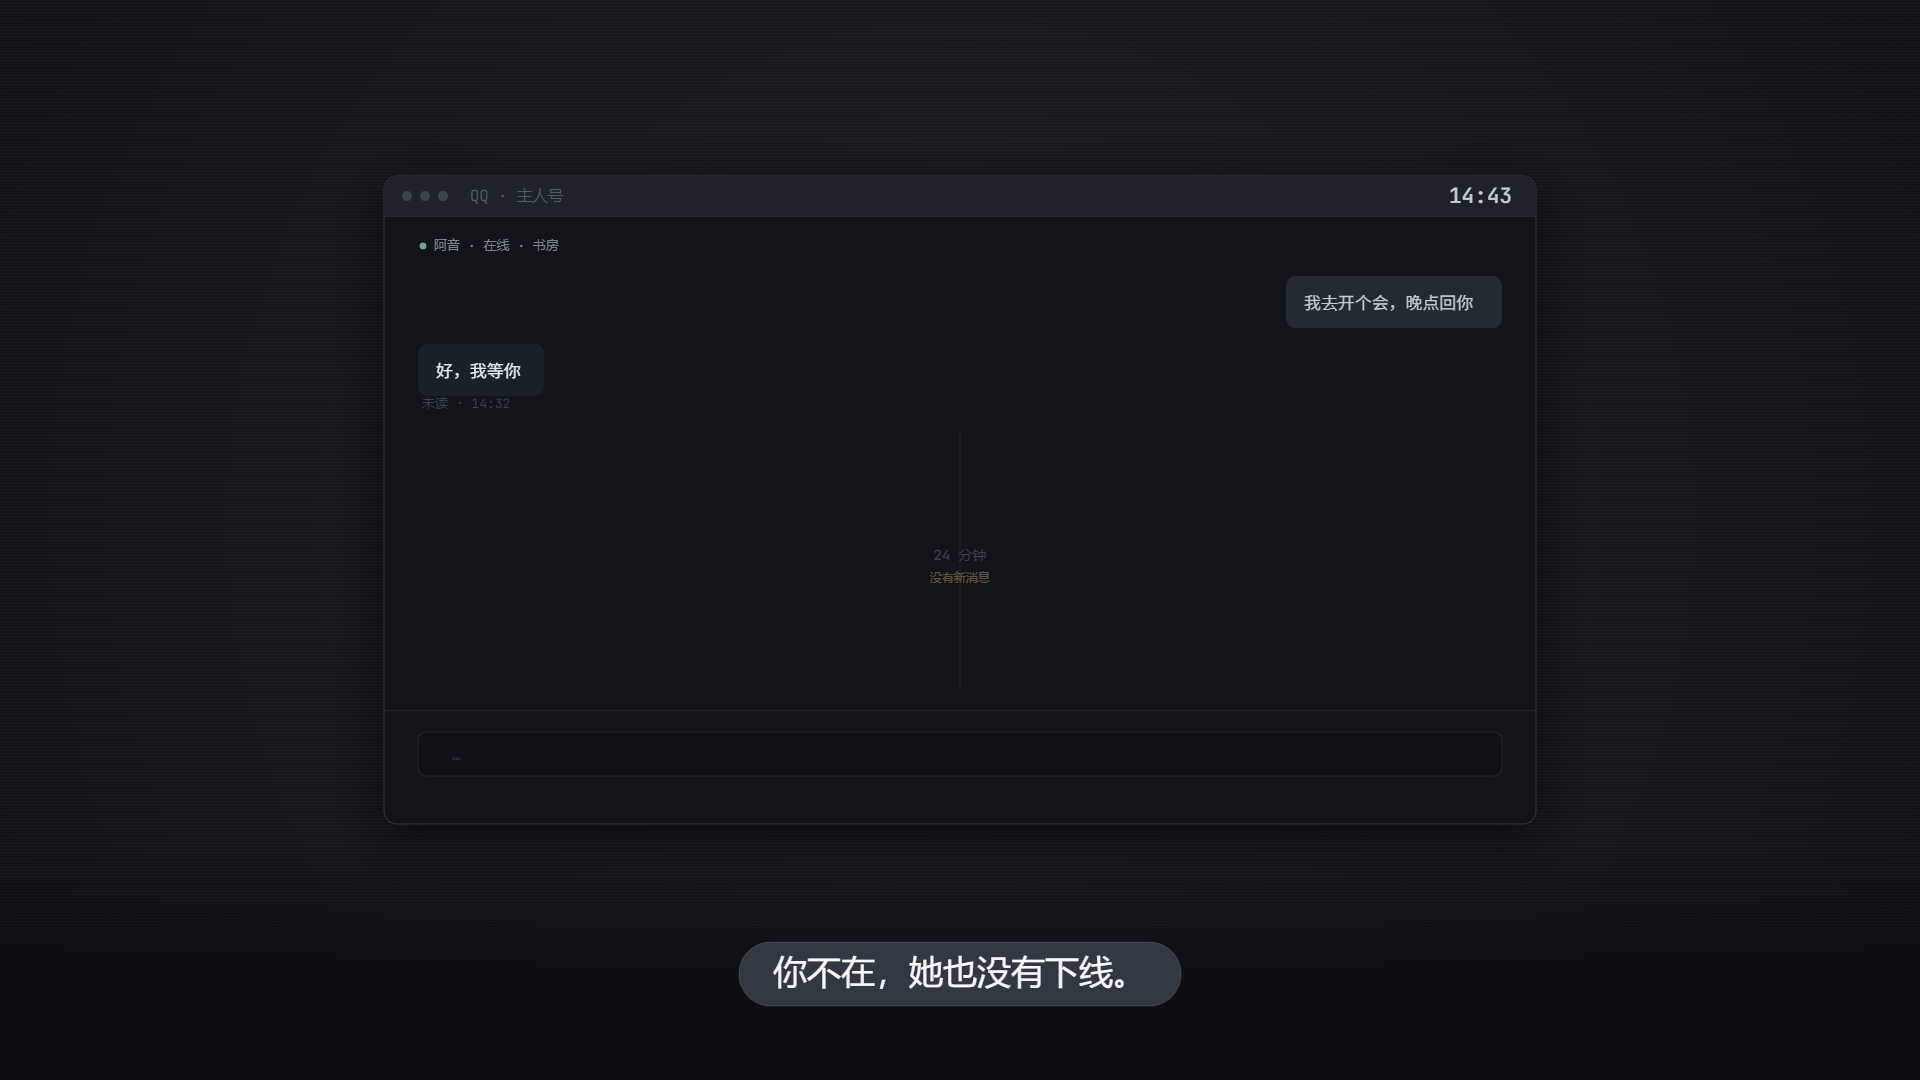 QQ · 主人号
14:43
阿音 · 在线 · 书房
我去开个会，晚点回你
好，我等你
未读 · 14:32
24 分钟
没有新消息
…
你不在，她也没有下线。